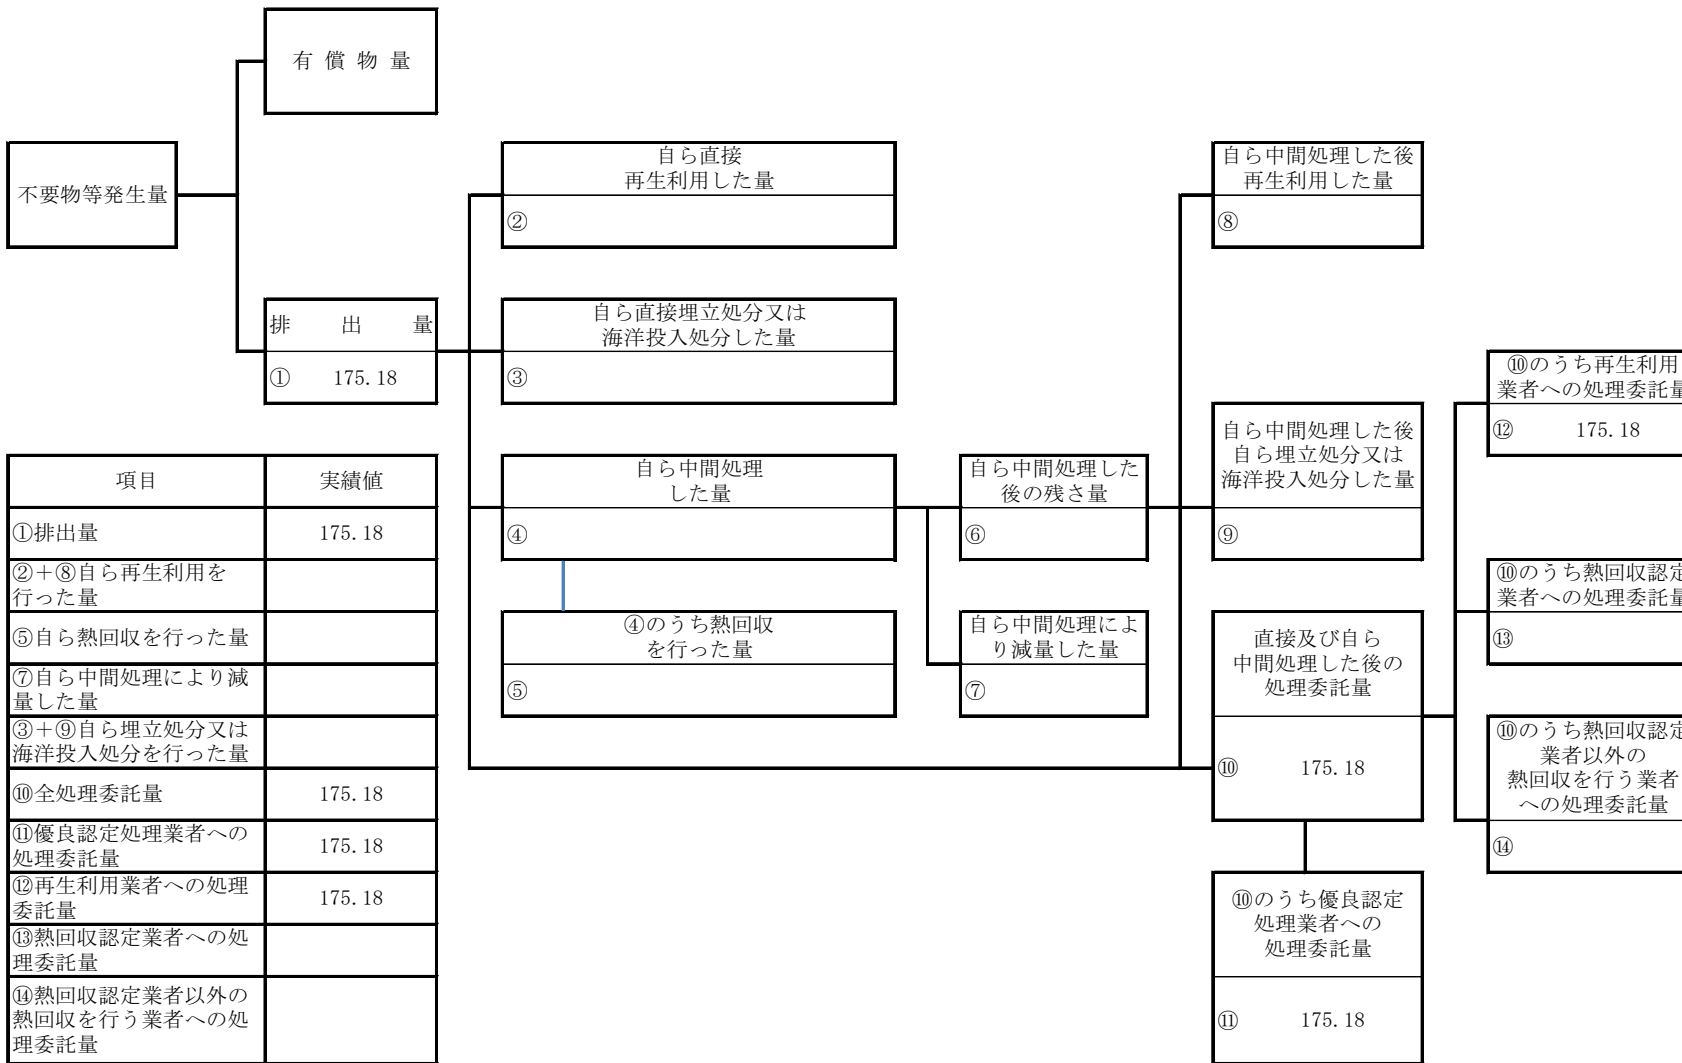 有 償 物 量
不要物等発生量
自ら直接
再生利用した量
②
自ら中間処理した後
再生利用した量
⑧
排 出 量
① 175.18
自ら直接埋立処分又は
海洋投入処分した量
③
⑩のうち再生利用
業者への処理委託量
⑫ 175.18
自ら中間処理した後
自ら埋立処分又は
海洋投入処分した量
⑨
自ら中間処理
した量
④
自ら中間処理した
後の残さ量
⑥
④のうち熱回収
を行った量
⑤
自ら中間処理によ
り減量した量
⑦
直接及び自ら
中間処理した後の
処理委託量
⑩ 175.18
⑩のうち熱回収認定
業者への処理委託量
⑬
⑩のうち熱回収認定
業者以外の
熱回収を行う業者
への処理委託量
⑭
⑩のうち優良認定
処理業者への
処理委託量
⑪ 175.18
項目 実績値
①排出量 175.18
②＋⑧自ら再生利用を
行った量
⑤自ら熱回収を行った量
⑦自ら中間処理により減
量した量
③＋⑨自ら埋立処分又は
海洋投入処分を行った量
⑩全処理委託量 175.18
⑪優良認定処理業者への
処理委託量 175.18
⑫再生利用業者への処理
委託量 175.18
⑬熱回収認定業者への処
理委託量
⑭熱回収認定業者以外の
熱回収を行う業者への処
理委託量